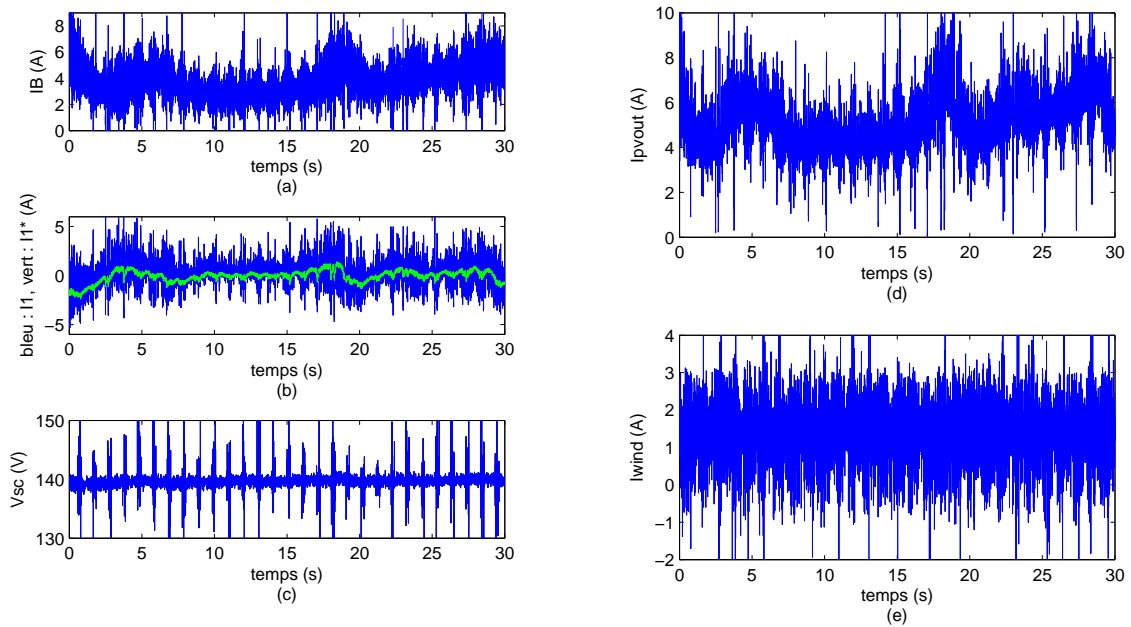 8
6
4
2
0
IB (A)
0 5 10 15 20 25 30
temps (s)
(a)
5
0
−5
bleu : I1, vert : I1* (A)
0 5 10 15 20 25 30
temps (s)
(b)
150
140
130
Vsc (V)
0 5 10 15 20 25 30
temps (s)
(c)
10
8
6
4
2
0
Ipvout (A)
0 5 10 15 20 25 30
temps (s)
(d)
4
3
2
1
0
−1
−2
Iwind (A)
0 5 10 15 20 25 30
temps (s)
(e)